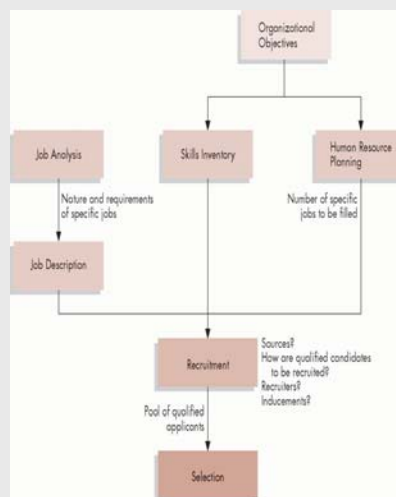 Organizational
Objectives
Job Analysis
Skills Inventory
Human Resource
Planning
Nature and requirements
of specific jobs
Number of specific
jobs to be filled
Job Description
Recruitment
Sources?
How are qualified candidates
to be recruited?
Recruiters?
Inducements?
Pool of qualified
applicants
Selection